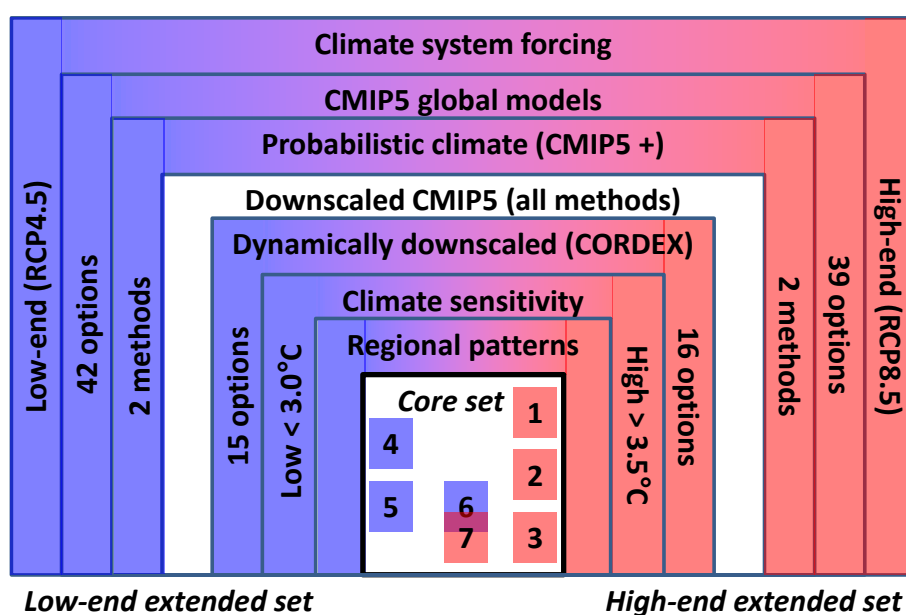 Climate system forcing
CMIP5 global models
Probabilistic climate (CMIP5 +)
Downscaled CMIP5 (all methods)
Dynamically downscaled (CORDEX)
Climate sensitivity
Regional patterns
Low-end (RCP4.5)
42 options
2 methods
15 options
Low < 3.0°C
Core set
1
4
2
5
6
7
3
High > 3.5°C
16 options
2 methods
39 options
High-end (RCP8.5)
Low-end extended set
High-end extended set